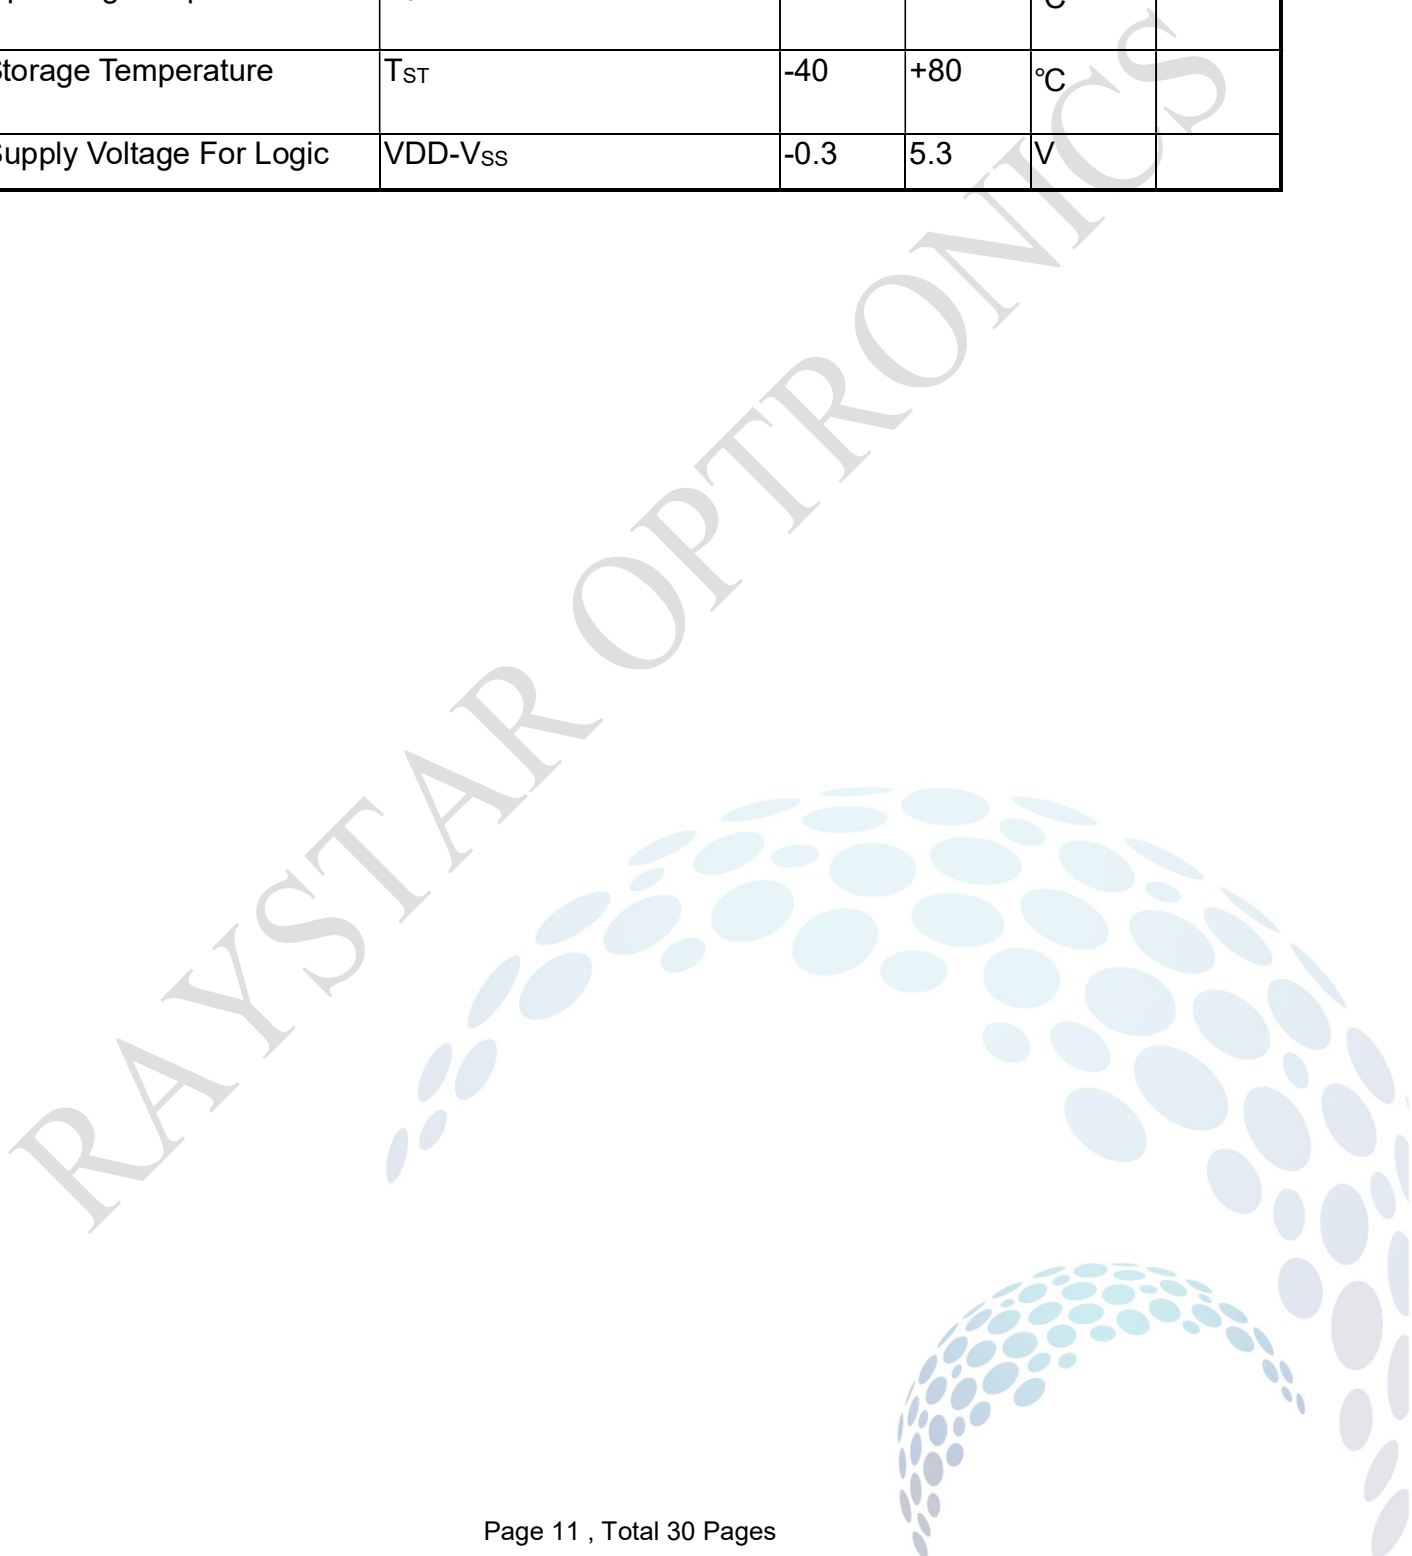 ℃
Storage Temperature TST -40 +80 ℃
Supply Voltage For Logic VDD-VSS -0.3 5.3 V
RAYSTAR OPTRONICS
Page 11 , Total 30 Pages